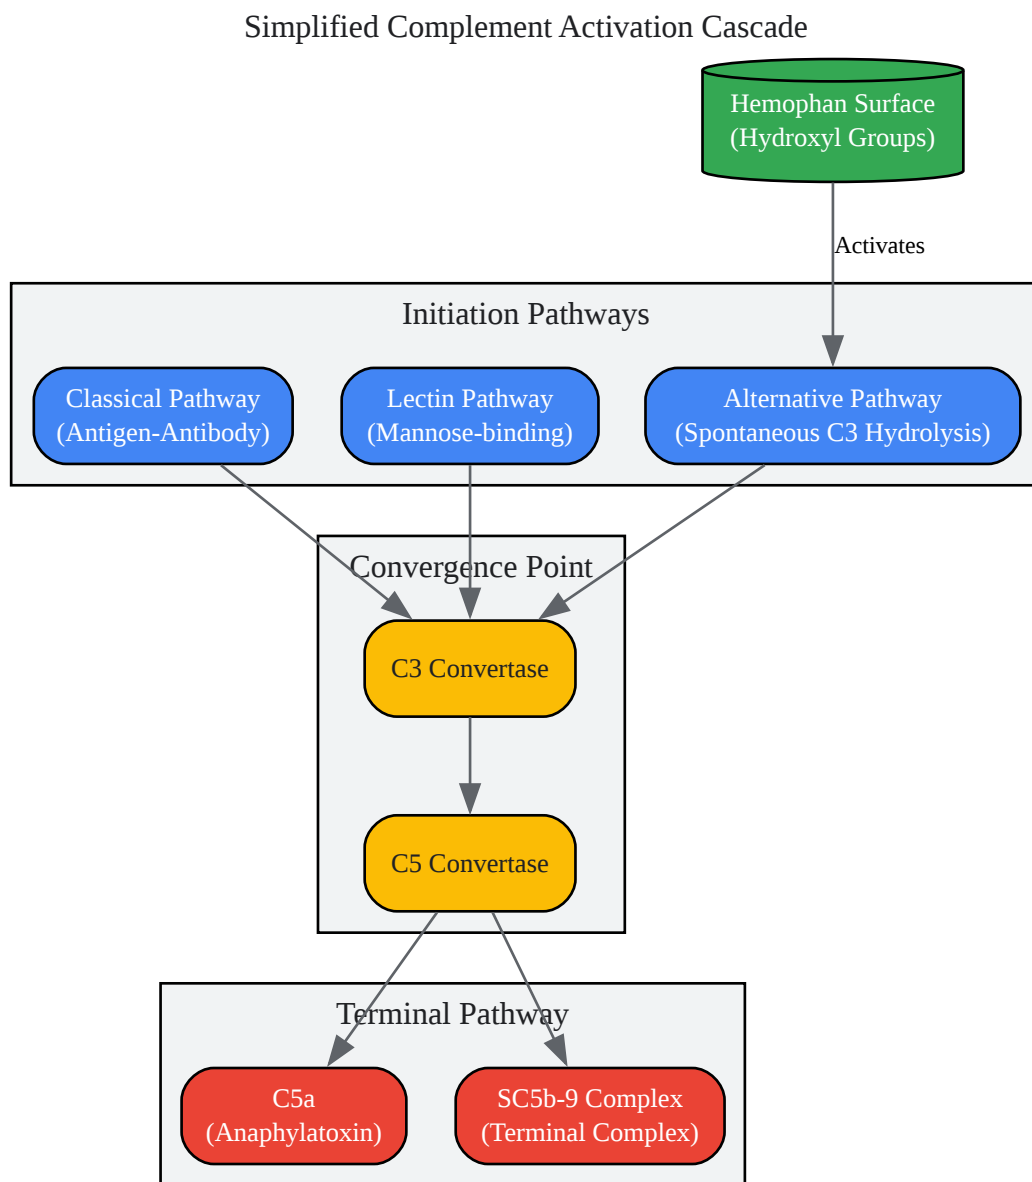 Simplified Complement Activation Cascade
Hemophan Surface
(Hydroxyl Groups)
Activates
Initiation Pathways
Classical Pathway
(Antigen-Antibody)
Lectin Pathway
(Mannose-binding)
Alternative Pathway
(Spontaneous C3 Hydrolysis)
Convergence Point
C3 Convertase
C5 Convertase
Terminal Pathway
C5a
(Anaphylatoxin)
SC5b-9 Complex
(Terminal Complex)